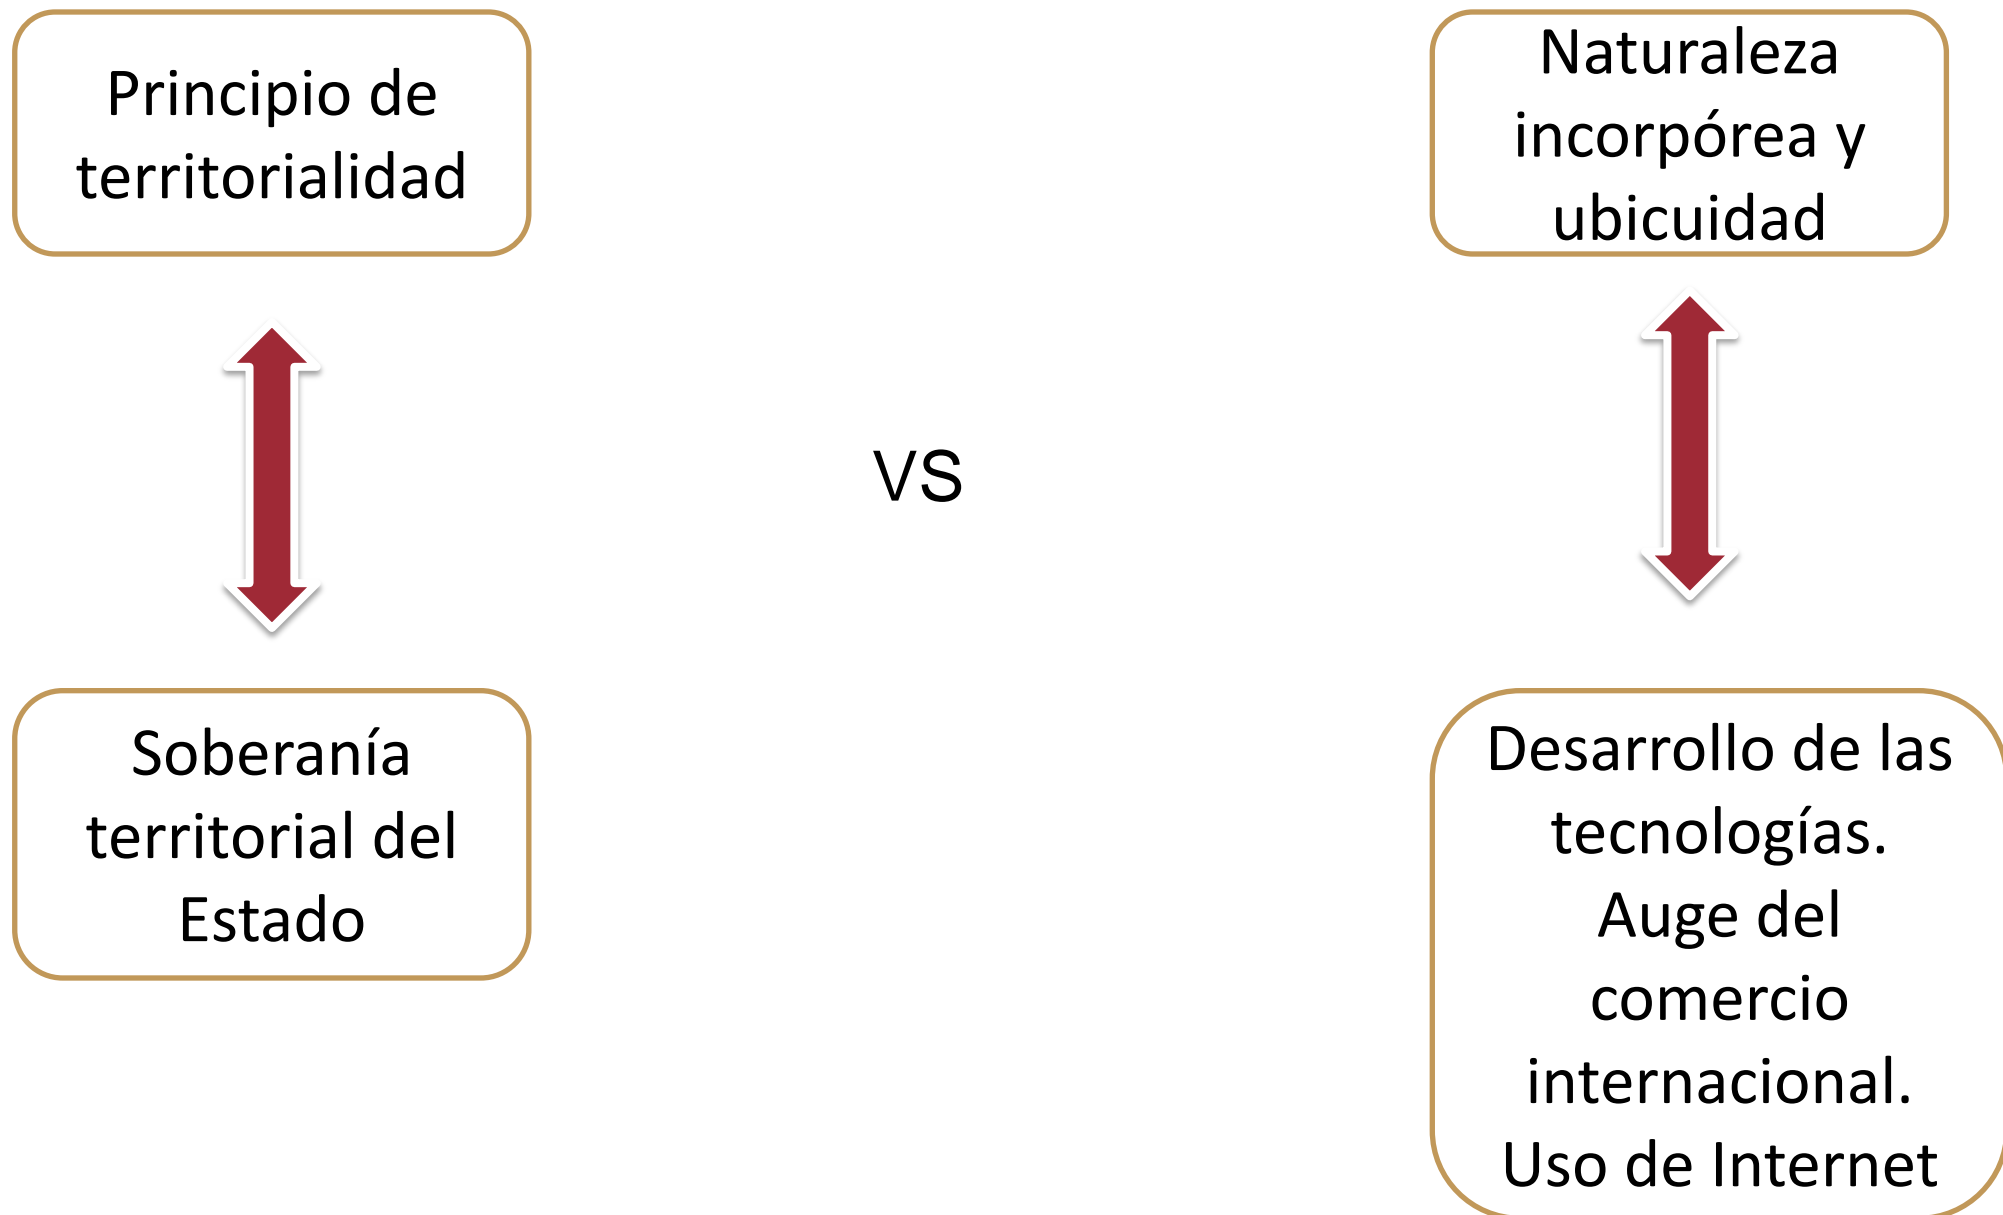 Principio de
territorialidad
Naturaleza
incorpórea y
ubicuidad
VS
Soberanía
territorial del
Estado
Desarrollo de las
tecnologías.
Auge del
comercio
internacional.
Uso de Internet